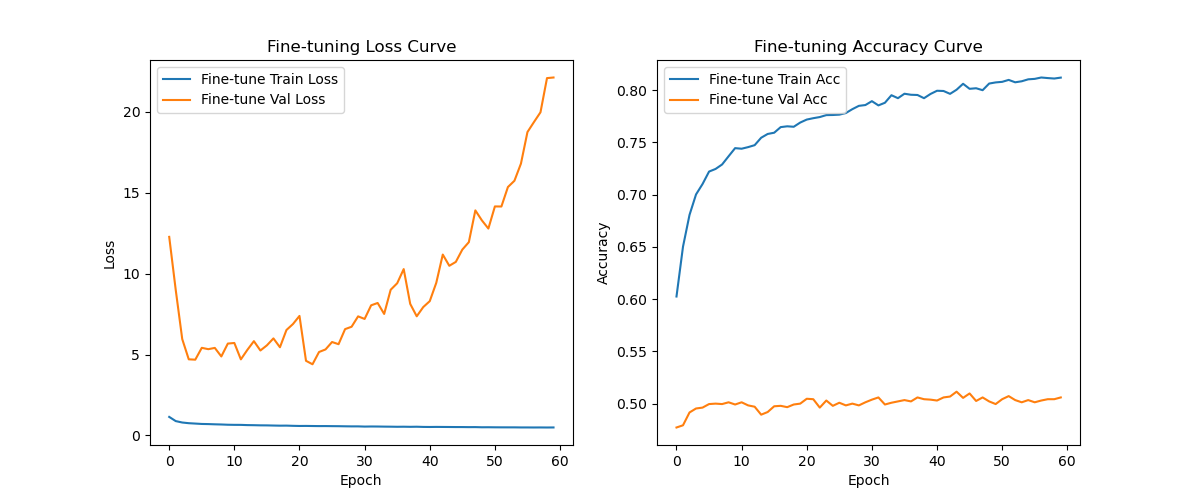 Fine-tuning Loss Curve
Fine-tune Train Loss
Fine-tune Val Loss
Loss
20
15
10
5
0
0 10 20 30 40 50 60
Epoch
Fine-tuning Accuracy Curve
Fine-tune Train Acc
Fine-tune Val Acc
Accuracy
0.80
0.75
0.70
0.65
0.60
0.55
0.50
0 10 20 30 40 50 60
Epoch